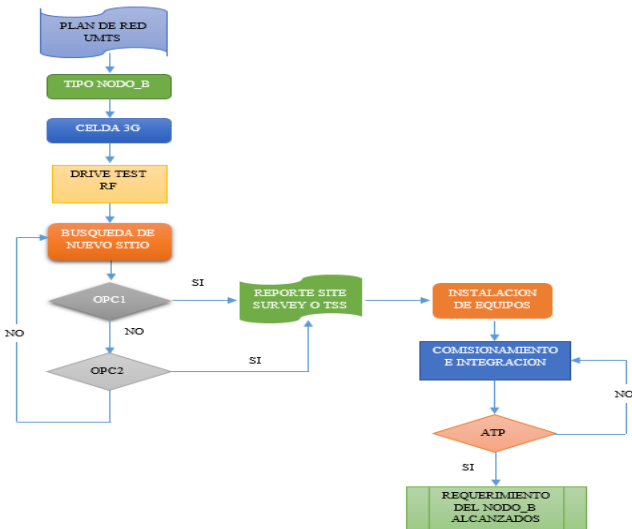 PLAN DE RED
UMTS
TIPO NODO_B
CELDA 3G
DRIVE TEST
RF
BUSQUEDA DE
NUEVO SITIO
OPC1
SI
NO
NO
OPC2
SI
REPORTE SITE
SURVEY O TSS
INSTALACION
DE EQUIPOS
COMISIONAMIENTO
E INTEGRACION
NO
ATP
SI
REQUERIMIENTO
DEL NODO_B
ALCANZADOS